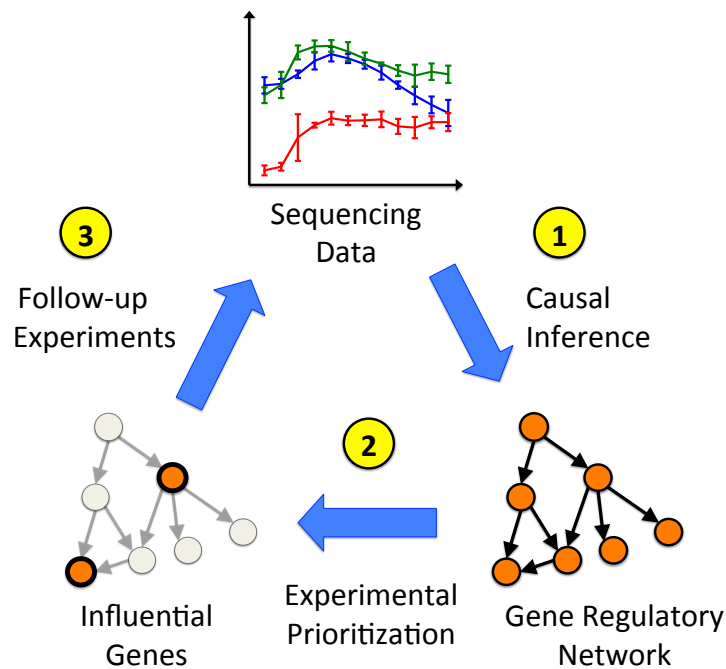 Sequencing
Data
3
1
Follow-up
Experiments
Causal
Inference
2
Experimental
Prioritization
Influential
Genes
Gene Regulatory
Network